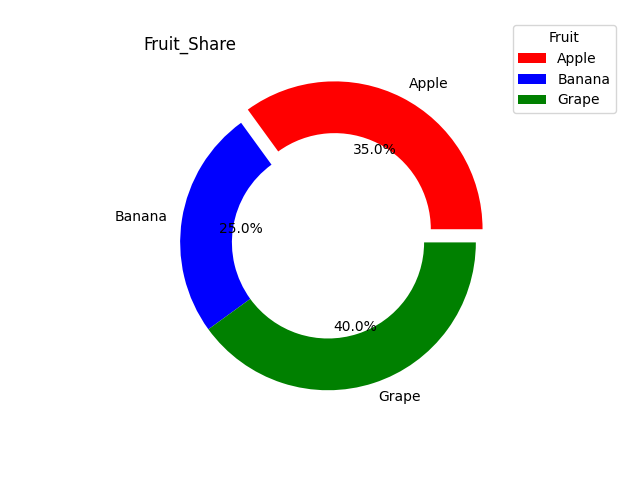 Fruit_Share
Fruit
Apple
Banana
Grape
Apple
35.0%
Banana
25.0%
40.0%
Grape